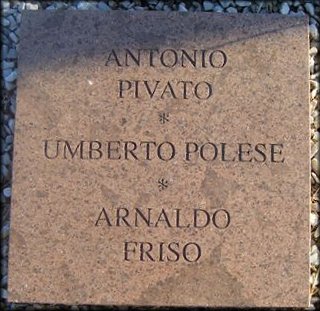 ANTONIO
PIVATO
*
UMBERTO POLESE
*
ARNALDO
FRISO